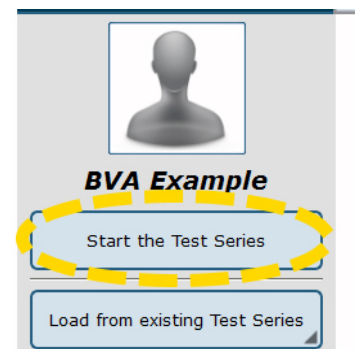 BVA Example
Start the Test Series
Load from existing Test Series